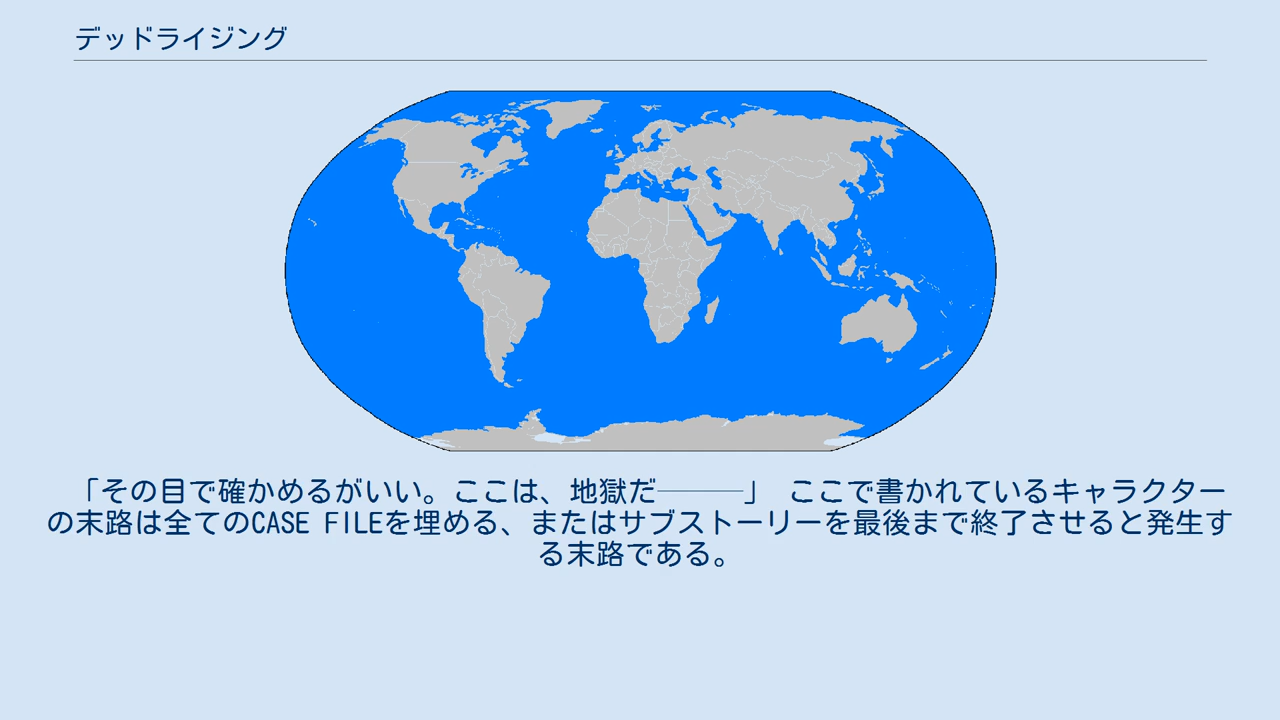 デッドライジング
「その目で確かめるがいい。ここは、地獄だ―――」 ここで書かれているキャラクター
の末路は全てのCASE FILEを埋める、またはサブストーリーを最後まで終了させると発生す
る末路である。